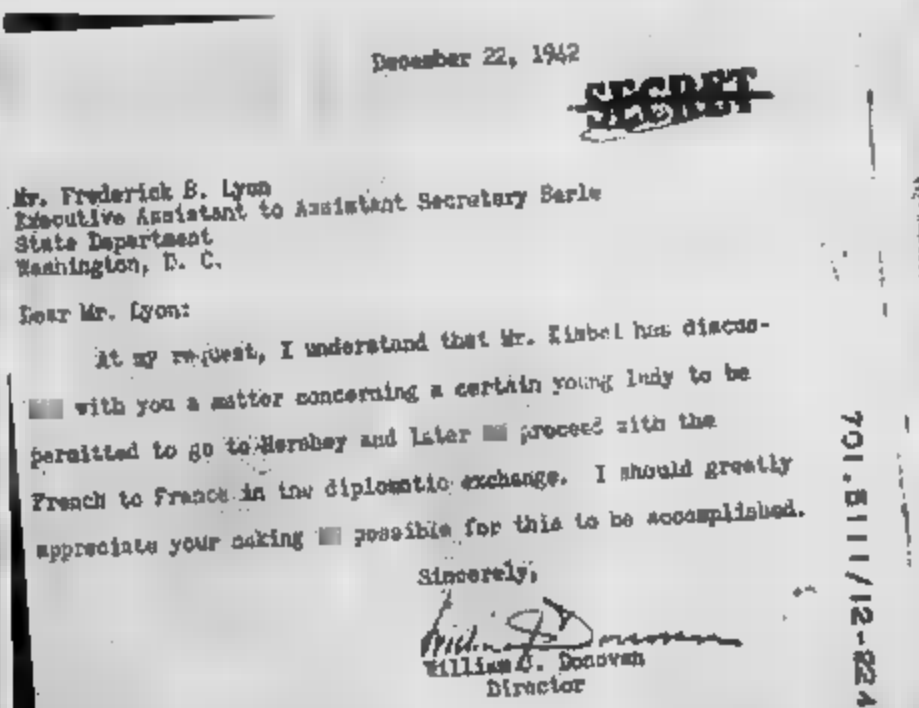 December 22, 1942
SECRET
Mr. Frederick B. Lyon
Executive Assistant to Assistant Secretary Berle
State Department
Washington, D. C.
Dear Mr. Lyon:
At my request, I understand that Mr. Kimbel has discus-
with you a matter concerning a certain young lady to be
permitted to go to Hershey and later proceed with the
French to France in the diplomatic exchange. I should greatly
appreciate your making possible for this to be accomplished.
Sincerely,
William J. Donovan
Director
701.5111/12-224